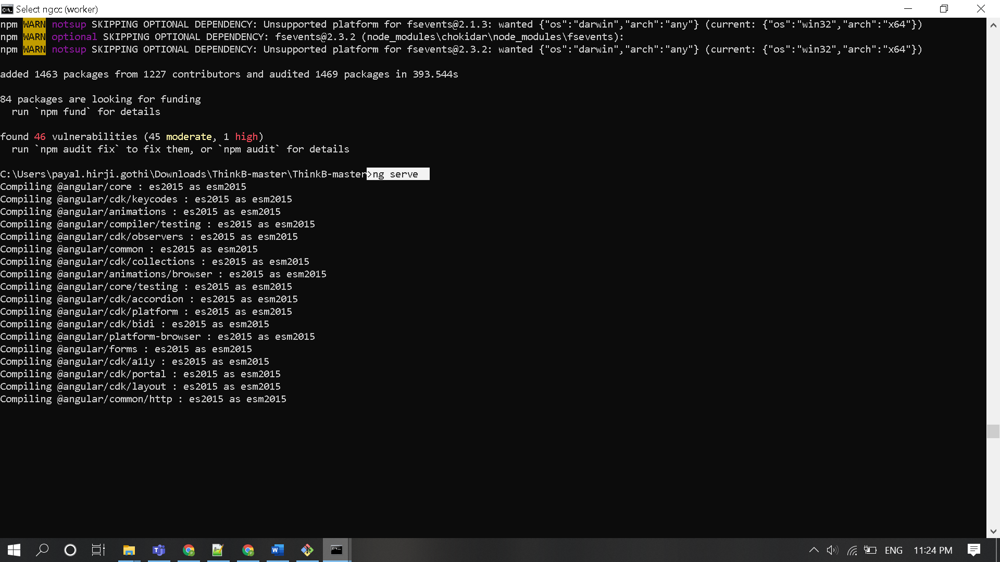 Select ngcc (worker)
npm WARN notsup SKIPPING OPTIONAL DEPENDENCY: Unsupported platform for fsevents@2.1.3: wanted {"os":"darwin","arch":"any"} (current: {"os":"win32","arch":"x64"})
npm WARN optional SKIPPING OPTIONAL DEPENDENCY: fsevents@2.3.2 (node_modules\chokidar\node_modules\fsevents):
npm WARN notsup SKIPPING OPTIONAL DEPENDENCY: Unsupported platform for fsevents@2.3.2: wanted {"os":"darwin","arch":"any"} (current: {"os":"win32","arch":"x64"})
added 1463 packages from 1227 contributors and audited 1469 packages in 393.544s
84 packages are looking for funding
  run `npm fund` for details
found 46 vulnerabilities (45 moderate, 1 high)
  run `npm audit fix` to fix them, or `npm audit` for details
C:\Users\payal.hirji.gothi\Downloads\ThinkB-master\ThinkB-master>ng serve
Compiling @angular/core : es2015 as esm2015
Compiling @angular/cdk/keycodes : es2015 as esm2015
Compiling @angular/animations : es2015 as esm2015
Compiling @angular/compiler/testing : es2015 as esm2015
Compiling @angular/cdk/observers : es2015 as esm2015
Compiling @angular/common : es2015 as esm2015
Compiling @angular/cdk/collections : es2015 as esm2015
Compiling @angular/animations/browser : es2015 as esm2015
Compiling @angular/core/testing : es2015 as esm2015
Compiling @angular/cdk/accordion : es2015 as esm2015
Compiling @angular/cdk/platform : es2015 as esm2015
Compiling @angular/cdk/bidi : es2015 as esm2015
Compiling @angular/platform-browser : es2015 as esm2015
Compiling @angular/forms : es2015 as esm2015
Compiling @angular/cdk/a11y : es2015 as esm2015
Compiling @angular/cdk/portal : es2015 as esm2015
Compiling @angular/cdk/layout : es2015 as esm2015
Compiling @angular/common/http : es2015 as esm2015
ENG 11:24 PM